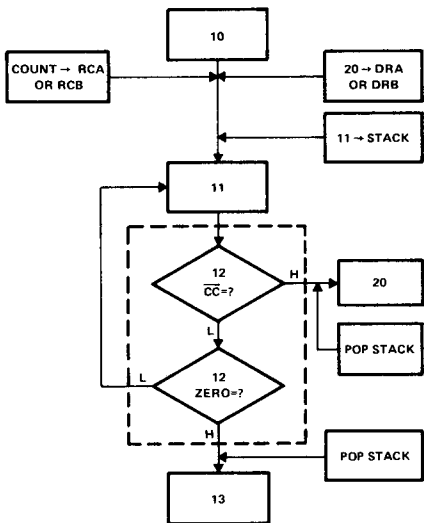 10
COUNT → RCA
OR RCB
20 → DRA
OR DRB
11 → STACK
11
12
CC=?
H
20
L
POP STACK
12
ZERO=?
L
H
POP STACK
13